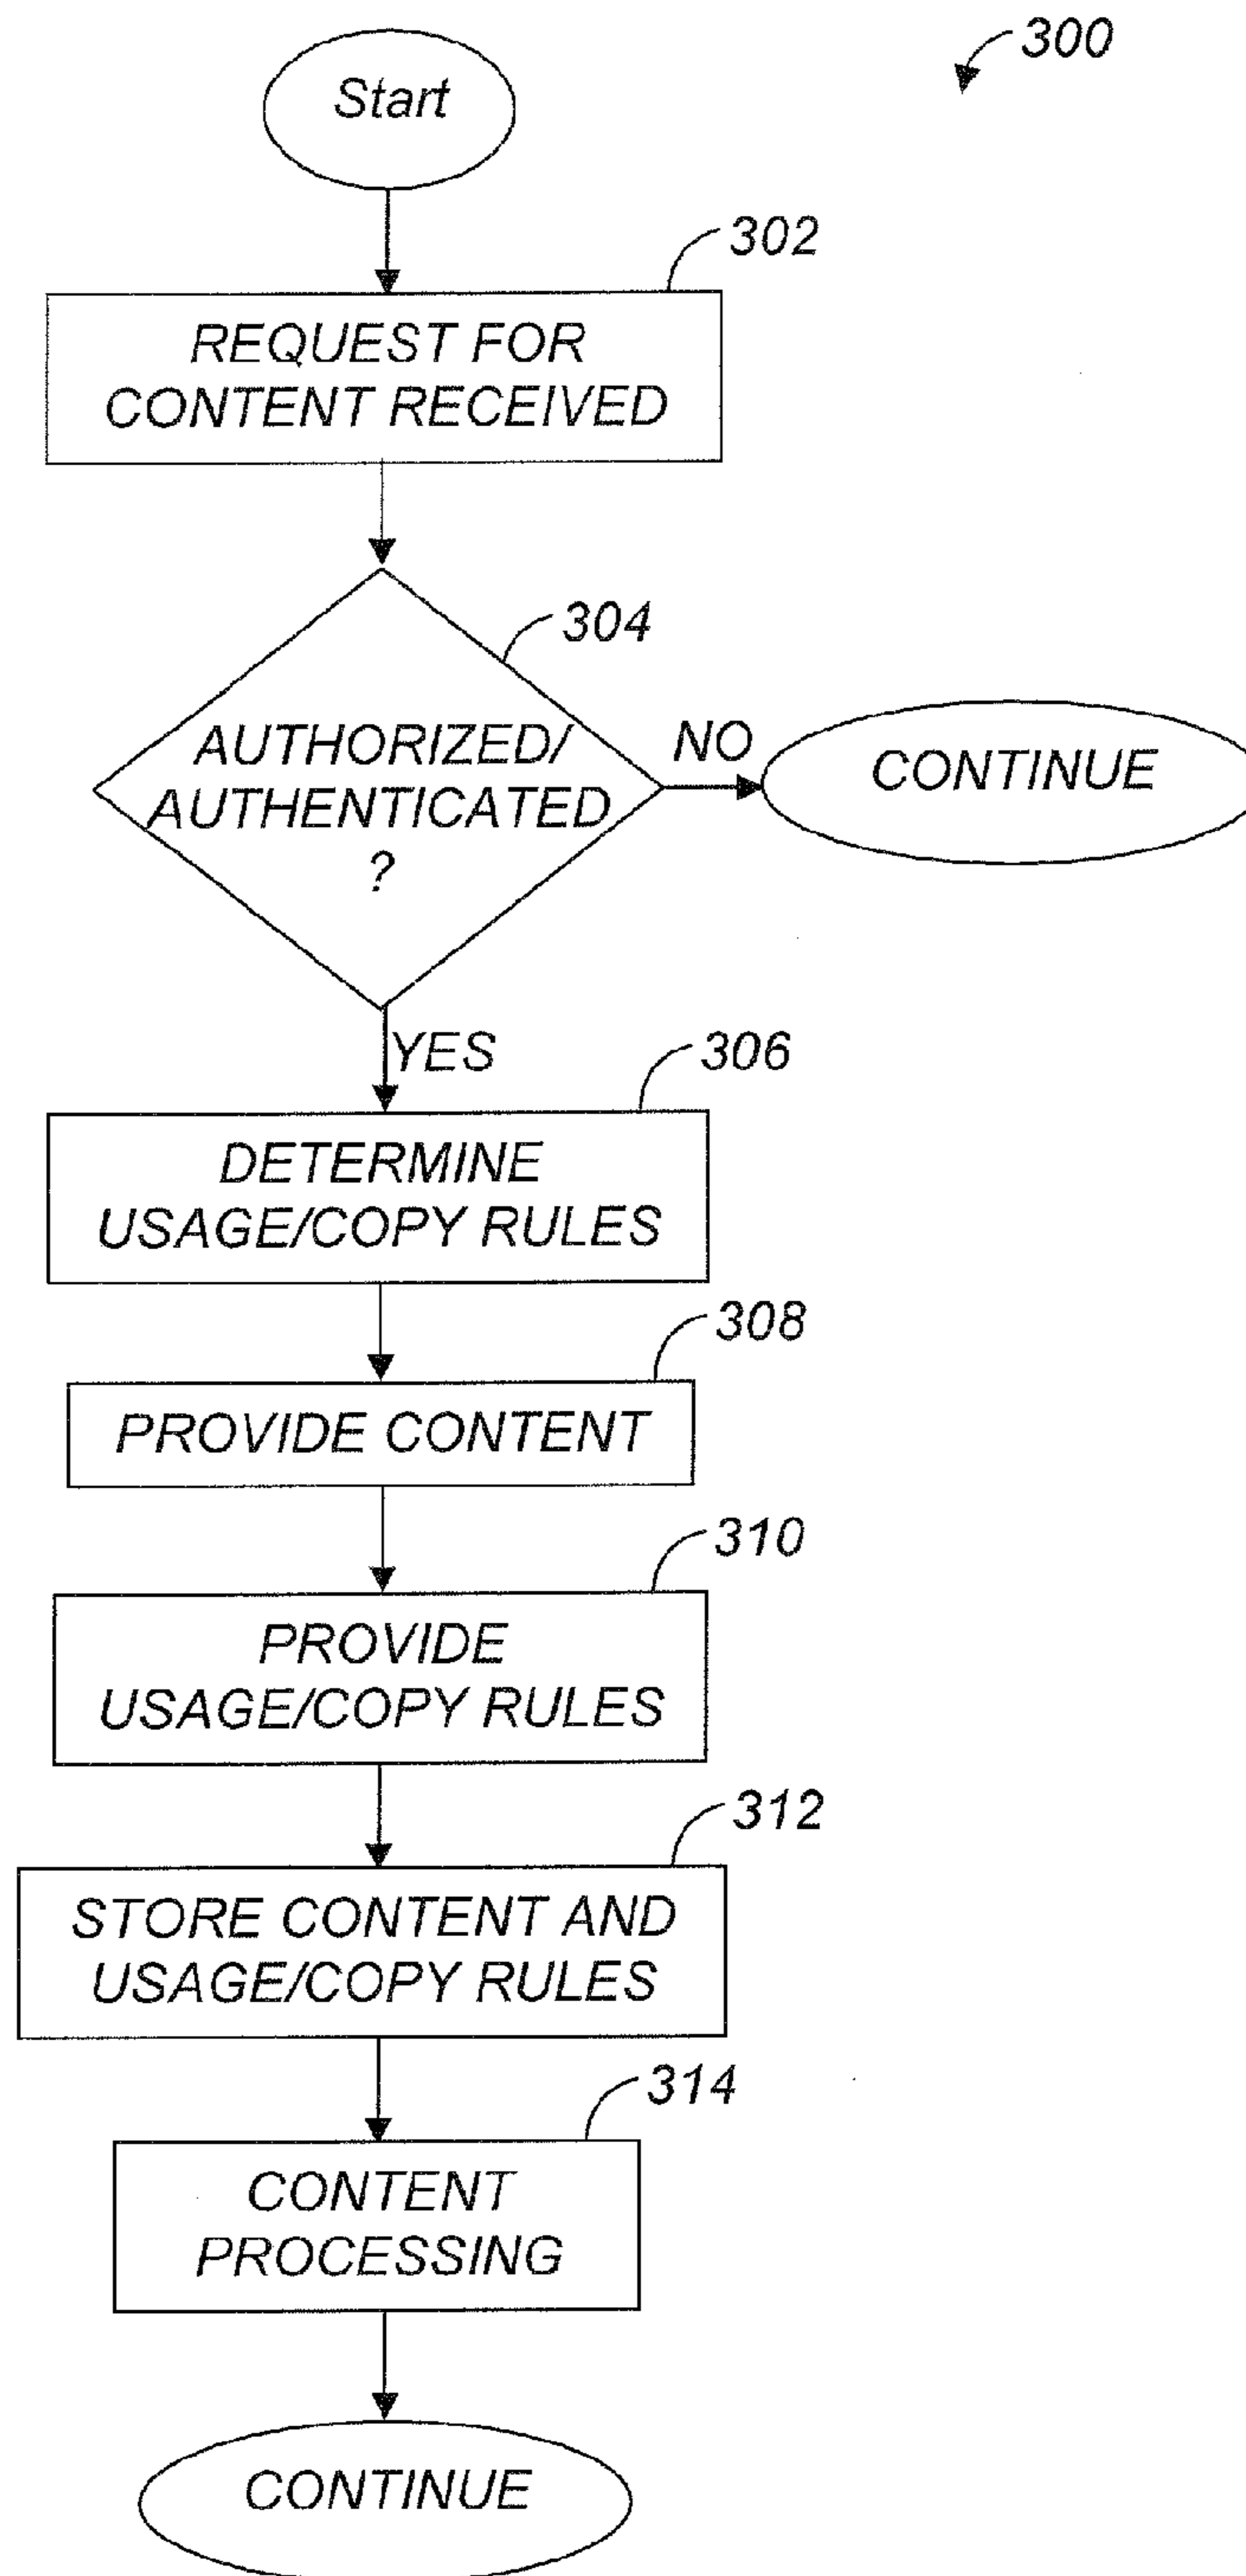 300
Start
302
REQUEST FOR
CONTENT RECEIVED
304
AUTHORIZED/
AUTHENTICATED
?
NO
CONTINUE
YES
306
DETERMINE
USAGE/COPY RULES
308
PROVIDE CONTENT
310
PROVIDE
USAGE/COPY RULES
312
STORE CONTENT AND
USAGE/COPY RULES
314
CONTENT
PROCESSING
CONTINUE